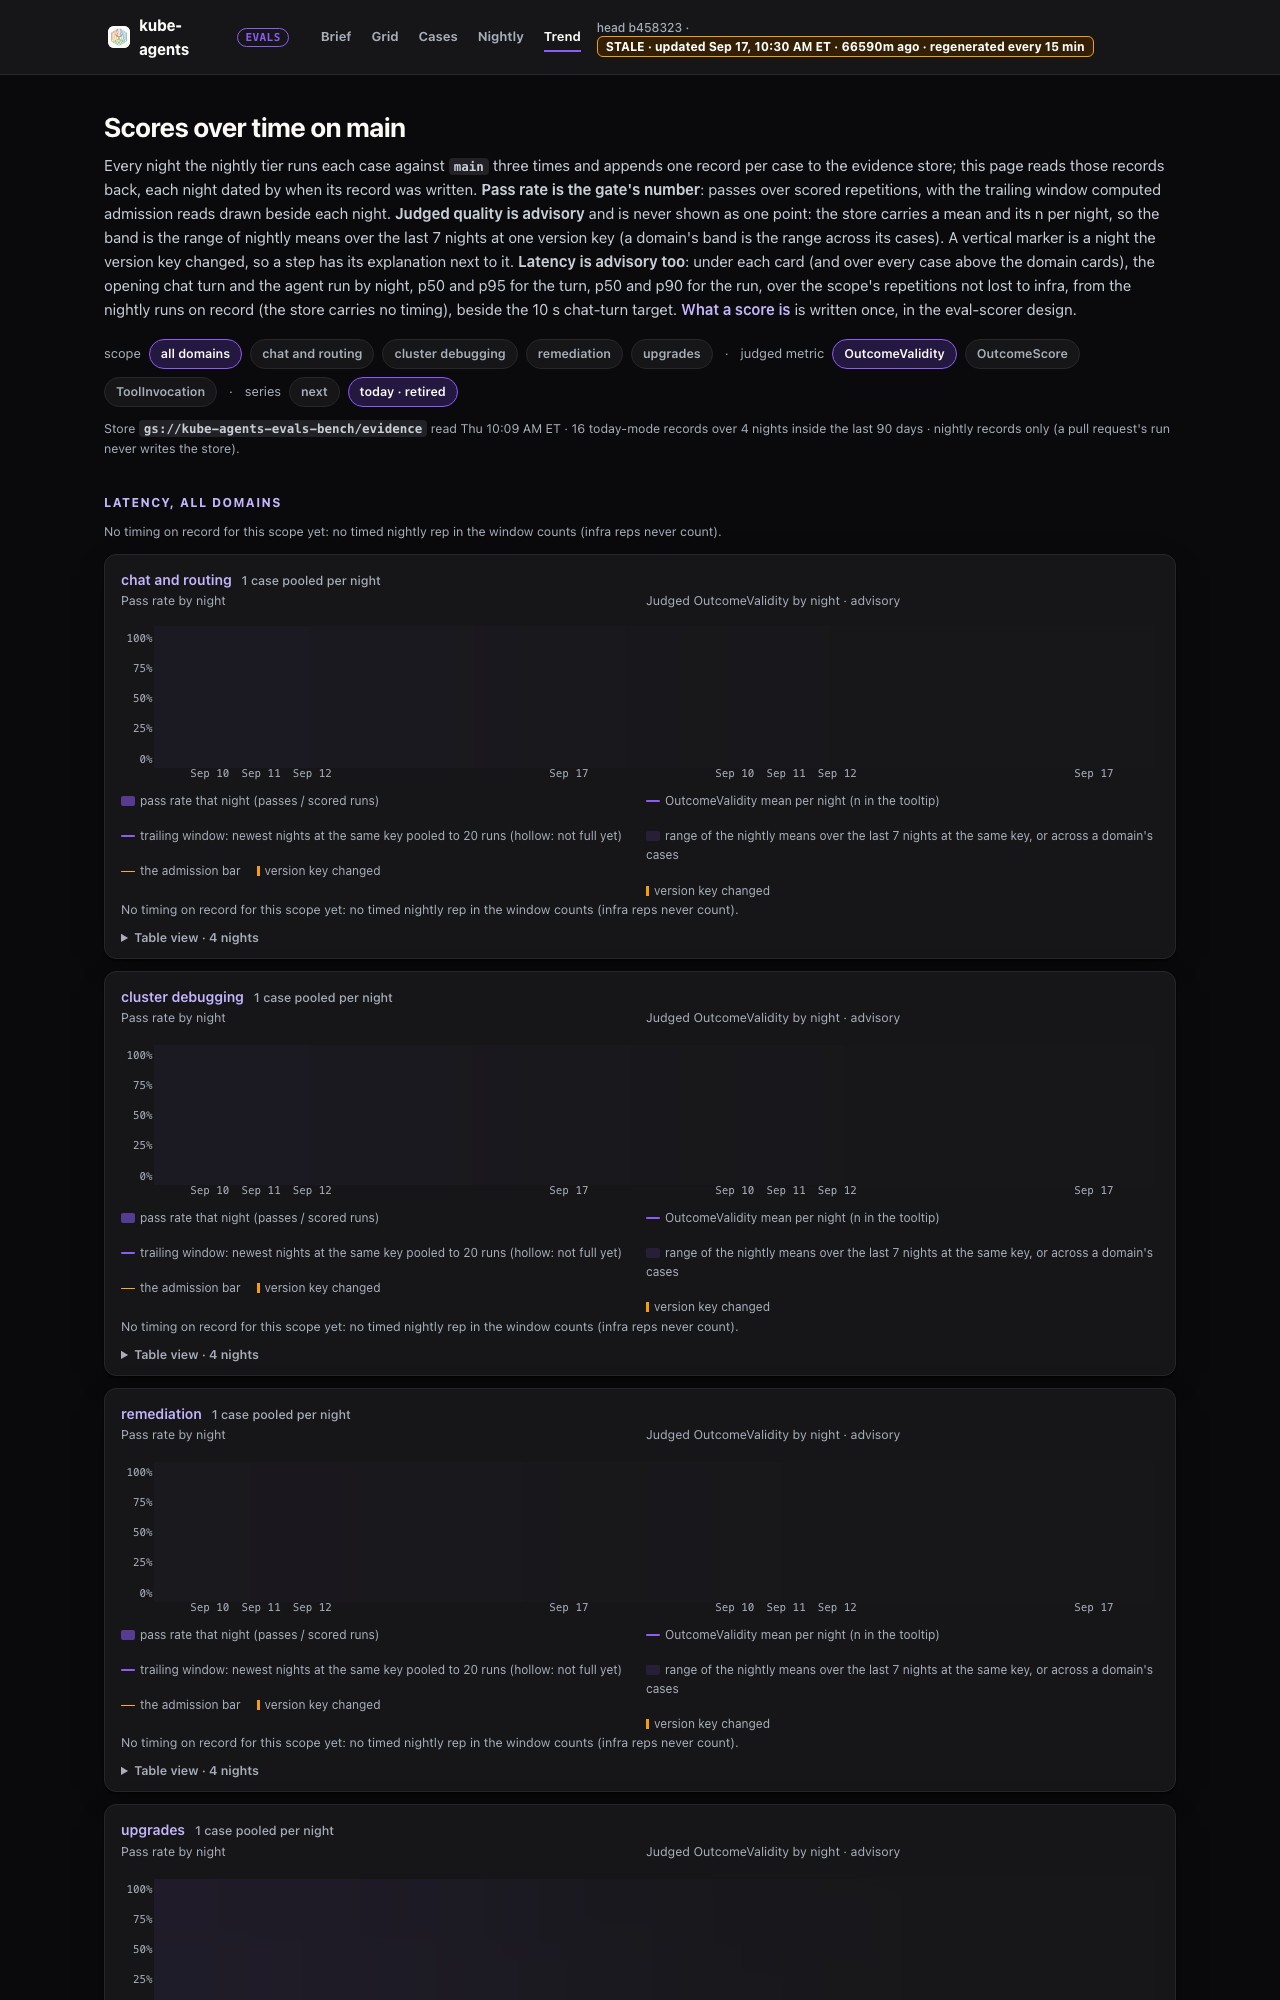 kube-
agents
EVALS
Brief
Grid
Cases
Nightly
Trend
head b458323 ·
STALE · updated Sep 17, 10:30 AM ET · 66590m ago · regenerated every 15 min
Scores over time on main
Every night the nightly tier runs each case against main three times and appends one record per case to the evidence store; this page reads those records
back, each night dated by when its record was written. Pass rate is the gate's number: passes over scored repetitions, with the trailing window computed
admission reads drawn beside each night. Judged quality is advisory and is never shown as one point: the store carries a mean and its n per night, so the
band is the range of nightly means over the last 7 nights at one version key (a domain's band is the range across its cases). A vertical marker is a night the
version key changed, so a step has its explanation next to it. Latency is advisory too: under each card (and over every case above the domain cards), the
opening chat turn and the agent run by night, p50 and p95 for the turn, p50 and p90 for the run, over the scope's repetitions not lost to infra, from the
nightly runs on record (the store carries no timing), beside the 10 s chat-turn target. What a score is is written once, in the eval-scorer design.
scope all domains chat and routing cluster debugging remediation upgrades · judged metric OutcomeValidity OutcomeScore
ToolInvocation · series next today · retired
Store gs://kube-agents-evals-bench/evidence read Thu 10:09 AM ET · 16 today-mode records over 4 nights inside the last 90 days · nightly records only (a pull request's run
never writes the store).
LATENCY, ALL DOMAINS
No timing on record for this scope yet: no timed nightly rep in the window counts (infra reps never count).
chat and routing 1 case pooled per night
Pass rate by night
100%
75%
50%
25%
0%
Sep 10 Sep 11 Sep 12 Sep 17
pass rate that night (passes / scored runs)
trailing window: newest nights at the same key pooled to 20 runs (hollow: not full yet)
the admission bar version key changed
Judged OutcomeValidity by night · advisory
Sep 10 Sep 11 Sep 12 Sep 17
OutcomeValidity mean per night (n in the tooltip)
range of the nightly means over the last 7 nights at the same key, or across a domain's
cases
version key changed
No timing on record for this scope yet: no timed nightly rep in the window counts (infra reps never count).
Table view · 4 nights
cluster debugging 1 case pooled per night
Pass rate by night
100%
75%
50%
25%
0%
Sep 10 Sep 11 Sep 12 Sep 17
pass rate that night (passes / scored runs)
trailing window: newest nights at the same key pooled to 20 runs (hollow: not full yet)
the admission bar version key changed
Judged OutcomeValidity by night · advisory
Sep 10 Sep 11 Sep 12 Sep 17
OutcomeValidity mean per night (n in the tooltip)
range of the nightly means over the last 7 nights at the same key, or across a domain's
cases
version key changed
No timing on record for this scope yet: no timed nightly rep in the window counts (infra reps never count).
Table view · 4 nights
remediation 1 case pooled per night
Pass rate by night
100%
75%
50%
25%
0%
Sep 10 Sep 11 Sep 12 Sep 17
pass rate that night (passes / scored runs)
trailing window: newest nights at the same key pooled to 20 runs (hollow: not full yet)
the admission bar version key changed
Judged OutcomeValidity by night · advisory
Sep 10 Sep 11 Sep 12 Sep 17
OutcomeValidity mean per night (n in the tooltip)
range of the nightly means over the last 7 nights at the same key, or across a domain's
cases
version key changed
No timing on record for this scope yet: no timed nightly rep in the window counts (infra reps never count).
Table view · 4 nights
upgrades 1 case pooled per night
Pass rate by night
100%
75%
50%
25%
Judged OutcomeValidity by night · advisory